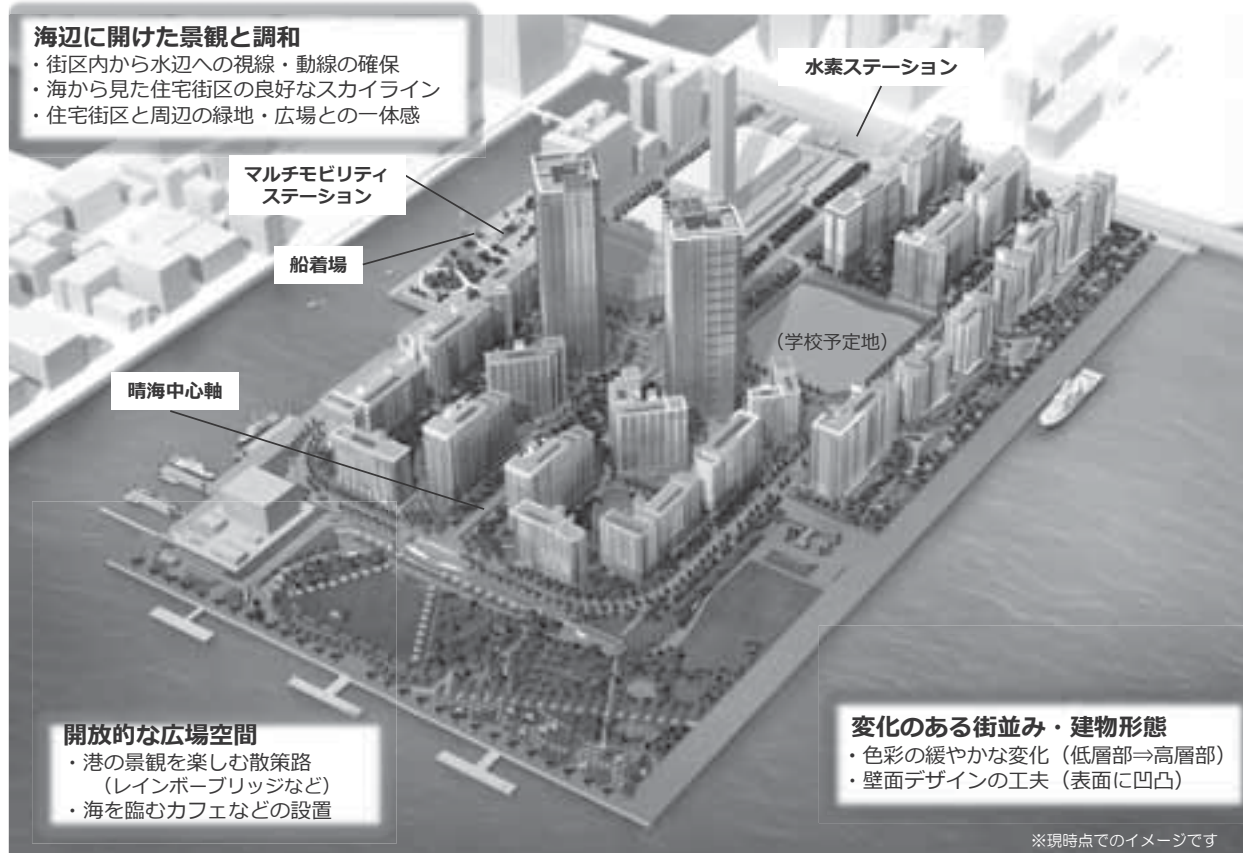 海辺に開けた景観と調和
・街区内から水辺への視線・動線の確保
・海から見た住宅街区の良好なスカイライン
・住宅街区と周辺の緑地・広場との一体感
水素ステーション
マルチモビリティ
ステーション
船着場
（学校予定地）
晴海中心軸
開放的な広場空間
・港の景観を楽しむ散策路
（レインボーブリッジなど）
・海を臨むカフェなどの設置
変化のある街並み・建物形態
・色彩の緩やかな変化（低層部⇒高層部）
・壁面デザインの工夫（表面に凹凸）
※現時点でのイメージです